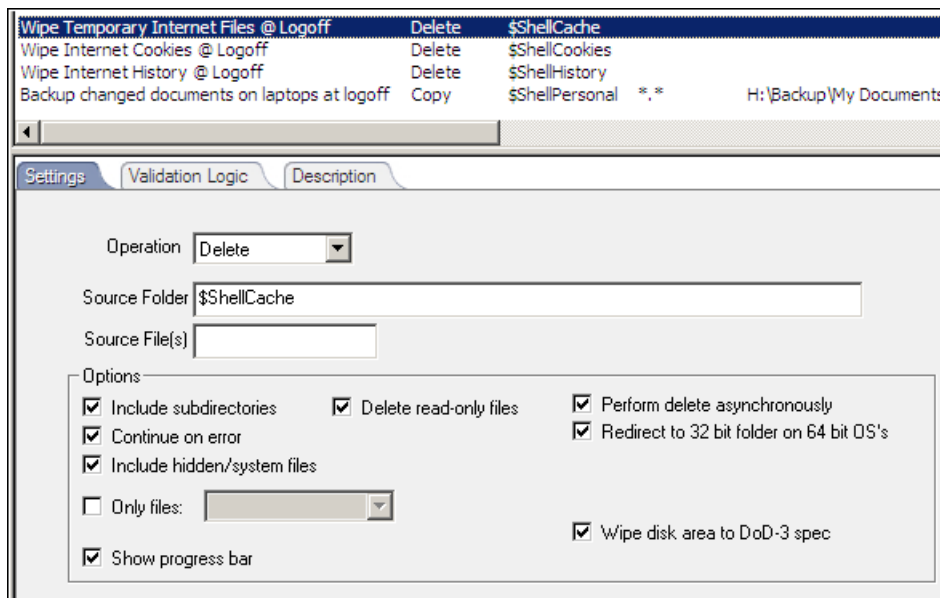 Wipe Temporary Internet Files @ Logoff Delete $ShellCache
Wipe Internet Cookies @ Logoff Delete $ShellCookies
Wipe Internet History @ Logoff Delete $ShellHistory
Backup changed documents on laptops at logoff Copy $ShellPersonal *.* H:\Backup\My Documents
Settings Validation Logic Description
Operation Delete
Source Folder $ShellCache
Source File(s)
Options
Include subdirectories Delete read-only files Perform delete asynchronously
Continue on error Redirect to 32 bit folder on 64 bit OS's
Include hidden/system files
Only files:
Wipe disk area to DoD-3 spec
Show progress bar